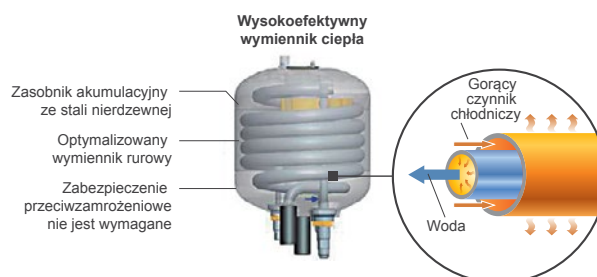 Wysokoefektywny
wymiennik ciepła
Zasobnik akumulacyjny
ze stali nierdzewnej
Optymalizowany
wymiennik rurowy
Zabezpieczenie
przeciwzamrożeniowe
nie jest wymagane
Gorący
czynnik
chłodniczy
Woda